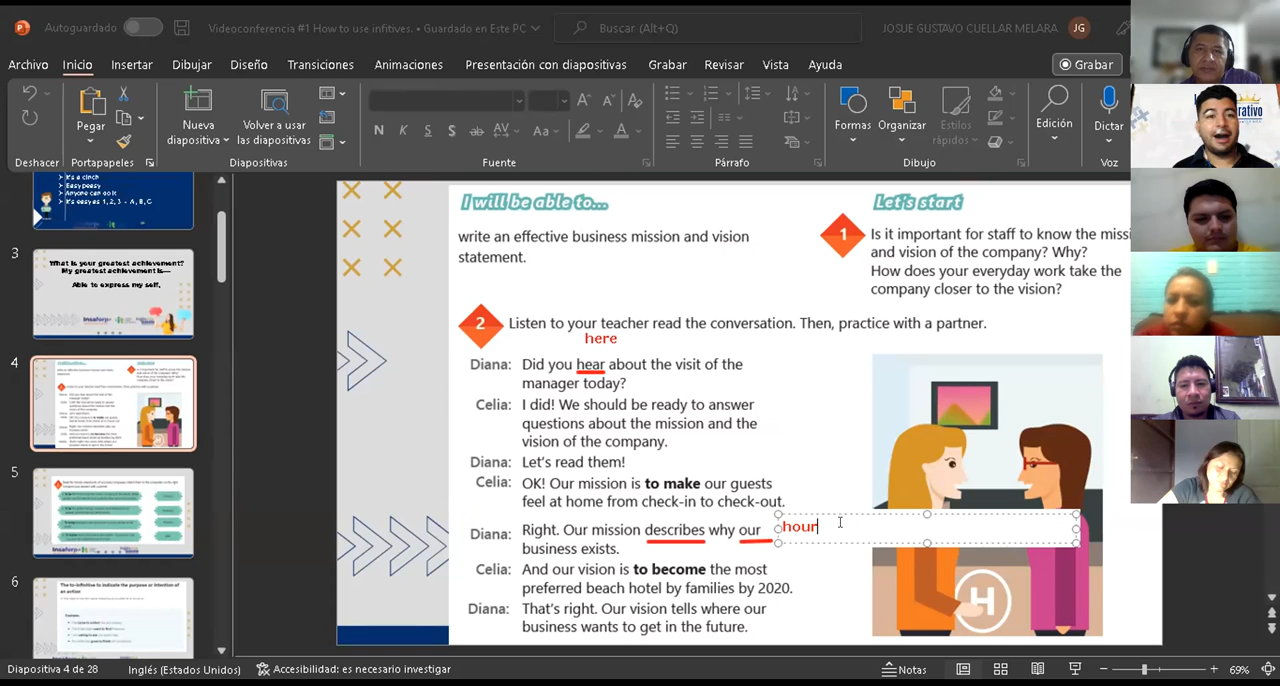 Autoguardado
Videoconferencia #1 How to use infitives. • Guardado en Este PC
Buscar (Alt+Q)
JOSUE GUSTAVO CUELLAR MELARA
JG
Archivo
Inicio
Insertar
Dibujar
Diseño
Transiciones
Animaciones
Presentación con diapositivas
Grabar
Revisar
Vista
Ayuda
Grabar
Pegar
Nueva
diapositiva
Volver a usar
las diapositivas
Formas
Organizar
Estilos
rápidos
Edición
Dictar
Deshacer
Portapapeles
Diapositivas
Fuente
Párrafo
Dibujo
Voz
It's a cinch
Easy peasy
Anyone can do it
It's easy as 1, 2, 3 - A, B, C
3
What is your greatest achievement?
My greatest achievement is—
Able to express my self.
4
5
6
The to-infinitive to indicate the purpose or intention of
an action
I will be able to...
write an effective business mission and vision
statement.
Let's start
1
Is it important for staff to know the missi
and vision of the company? Why?
How does your everyday work take the
company closer to the vision?
2
Listen to your teacher read the conversation. Then, practice with a partner.
here
Diana: Did you hear about the visit of the
manager today?
Celia: I did! We should be ready to answer
questions about the mission and the
vision of the company.
Diana: Let's read them!
Celia: OK! Our mission is to make our guests
feel at home from check-in to check-out.
Diana: Right. Our mission describes why our
hour
business exists.
Celia: And our vision is to become the most
preferred beach hotel by families by 2020.
Diana: That's right. Our vision tells where our
business wants to get in the future.
H
Diapositiva 4 de 28
Inglés (Estados Unidos)
Accesibilidad: es necesario investigar
Notas
69%